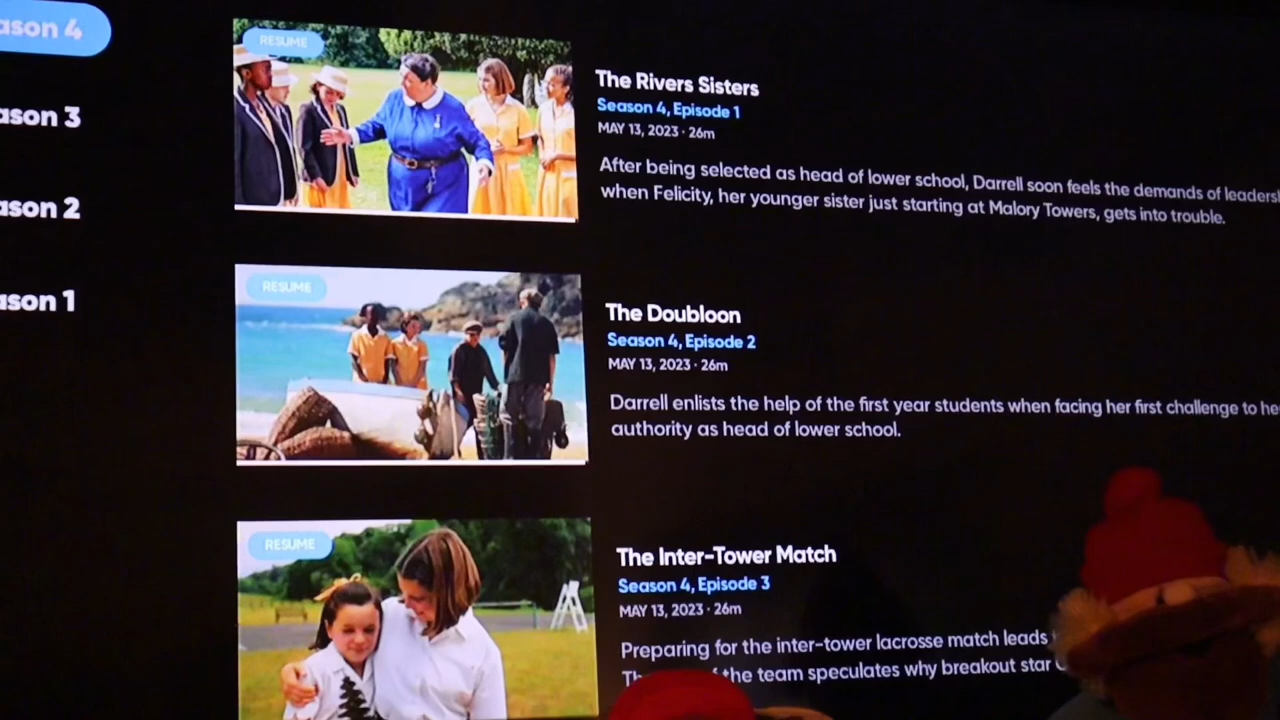 ason 4
ason 3
ason 2
ason 1
RESUME
The Rivers Sisters
Season 4, Episode 1
MAY 13, 2023 · 26m
After being selected as head of lower school, Darrell soon feels the demands of leaders
when Felicity, her younger sister just starting at Malory Towers, gets into trouble.
RESUME
The Doubloon
Season 4, Episode 2
MAY 13, 2023 · 26m
Darrell enlists the help of the first year students when facing her first challenge to he
authority as head of lower school.
RESUME
The Inter-Tower Match
Season 4, Episode 3
MAY 13, 2023 · 26m
Preparing for the inter-tower lacrosse match leads
the team speculates why breakout star